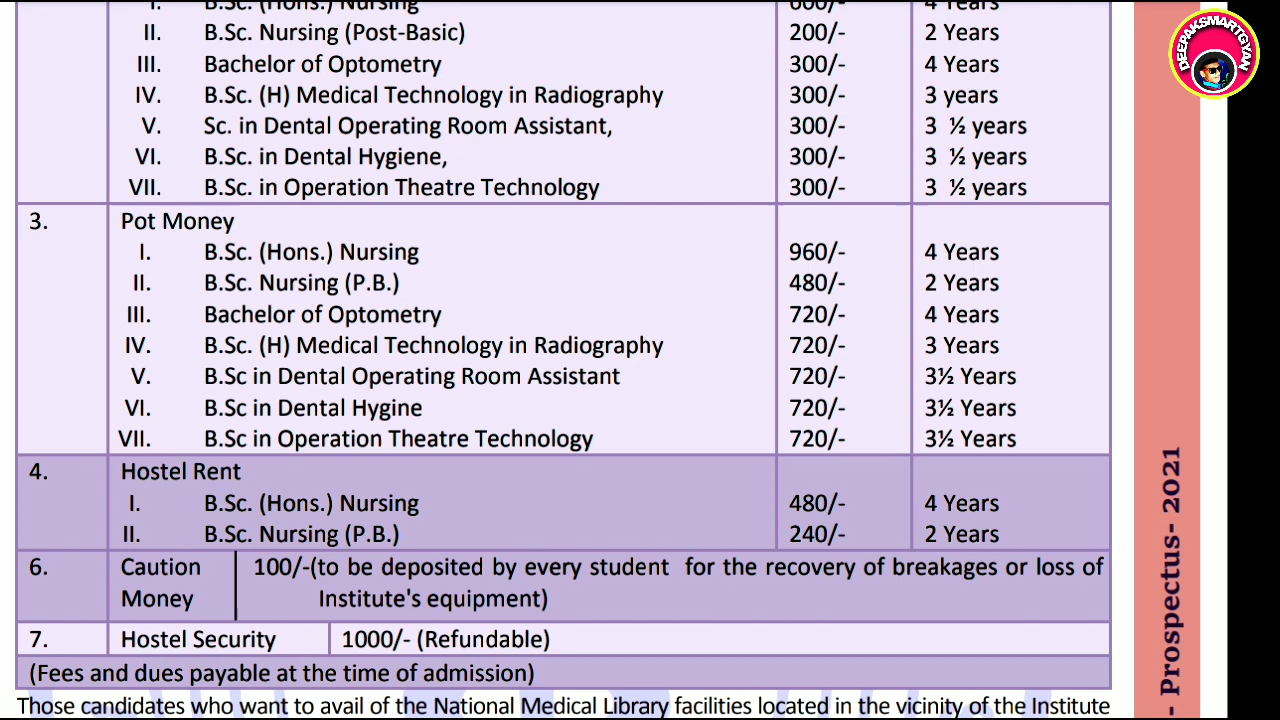 I. B.Sc. (Hons.) Nursing 600/- 4 Years
II. B.Sc. Nursing (Post-Basic) 200/- 2 Years
III. Bachelor of Optometry 300/- 4 Years
IV. B.Sc. (H) Medical Technology in Radiography 300/- 3 years
V. Sc. in Dental Operating Room Assistant, 300/- 3 ½ years
VI. B.Sc. in Dental Hygiene, 300/- 3 ½ years
VII. B.Sc. in Operation Theatre Technology 300/- 3 ½ years
3. Pot Money
I. B.Sc. (Hons.) Nursing 960/- 4 Years
II. B.Sc. Nursing (P.B.) 480/- 2 Years
III. Bachelor of Optometry 720/- 4 Years
IV. B.Sc. (H) Medical Technology in Radiography 720/- 3 Years
V. B.Sc in Dental Operating Room Assistant 720/- 3½ Years
VI. B.Sc in Dental Hygine 720/- 3½ Years
VII. B.Sc in Operation Theatre Technology 720/- 3½ Years
4. Hostel Rent
I. B.Sc. (Hons.) Nursing 480/- 4 Years
II. B.Sc. Nursing (P.B.) 240/- 2 Years
6. Caution 100/-(to be deposited by every student for the recovery of breakages or loss of
Money Institute's equipment)
7. Hostel Security 1000/- (Refundable)
(Fees and dues payable at the time of admission)
Those candidates who want to avail of the National Medical Library facilities located in the vicinity of the Institute
- Prospectus- 2021
DEEPAKSMARTGYAN